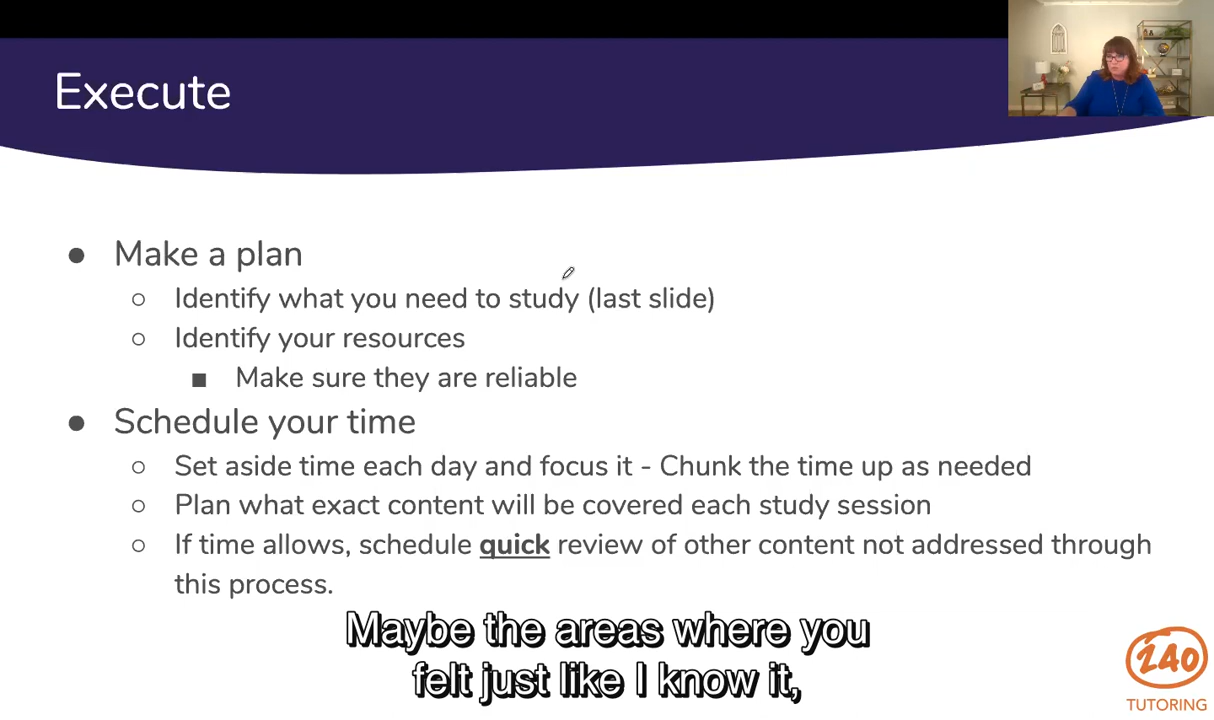 Execute
● Make a plan
○ Identify what you need to study (last slide)
○ Identify your resources
■ Make sure they are reliable
● Schedule your time
○ Set aside time each day and focus it - Chunk the time up as needed
○ Plan what exact content will be covered each study session
○ If time allows, schedule quick review of other content not addressed through
this process.
Maybe the areas where you
felt just like I know it,
240
TUTORING